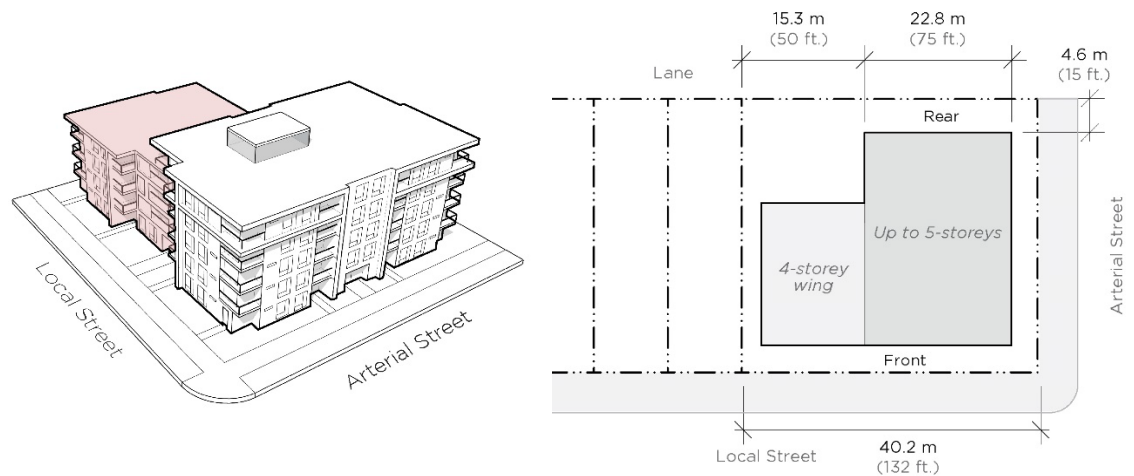 Local Street
Arterial Street
15.3 m
(50 ft.)
22.8 m
(75 ft.)
4.6 m
(15 ft.)
Lane
Rear
Up to 5-storeys
4-storey
wing
Arterial Street
Front
Local Street
40.2 m
(132 ft.)